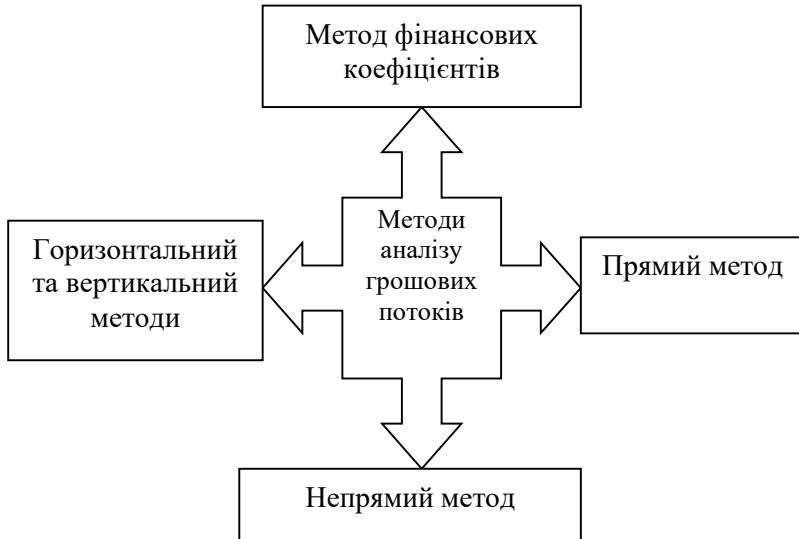 Метод фінансових
коефіцієнтів
Горизонтальний
та вертикальний
методи
Методи
аналізу
грошових
потоків
Прямий метод
Непрямий метод